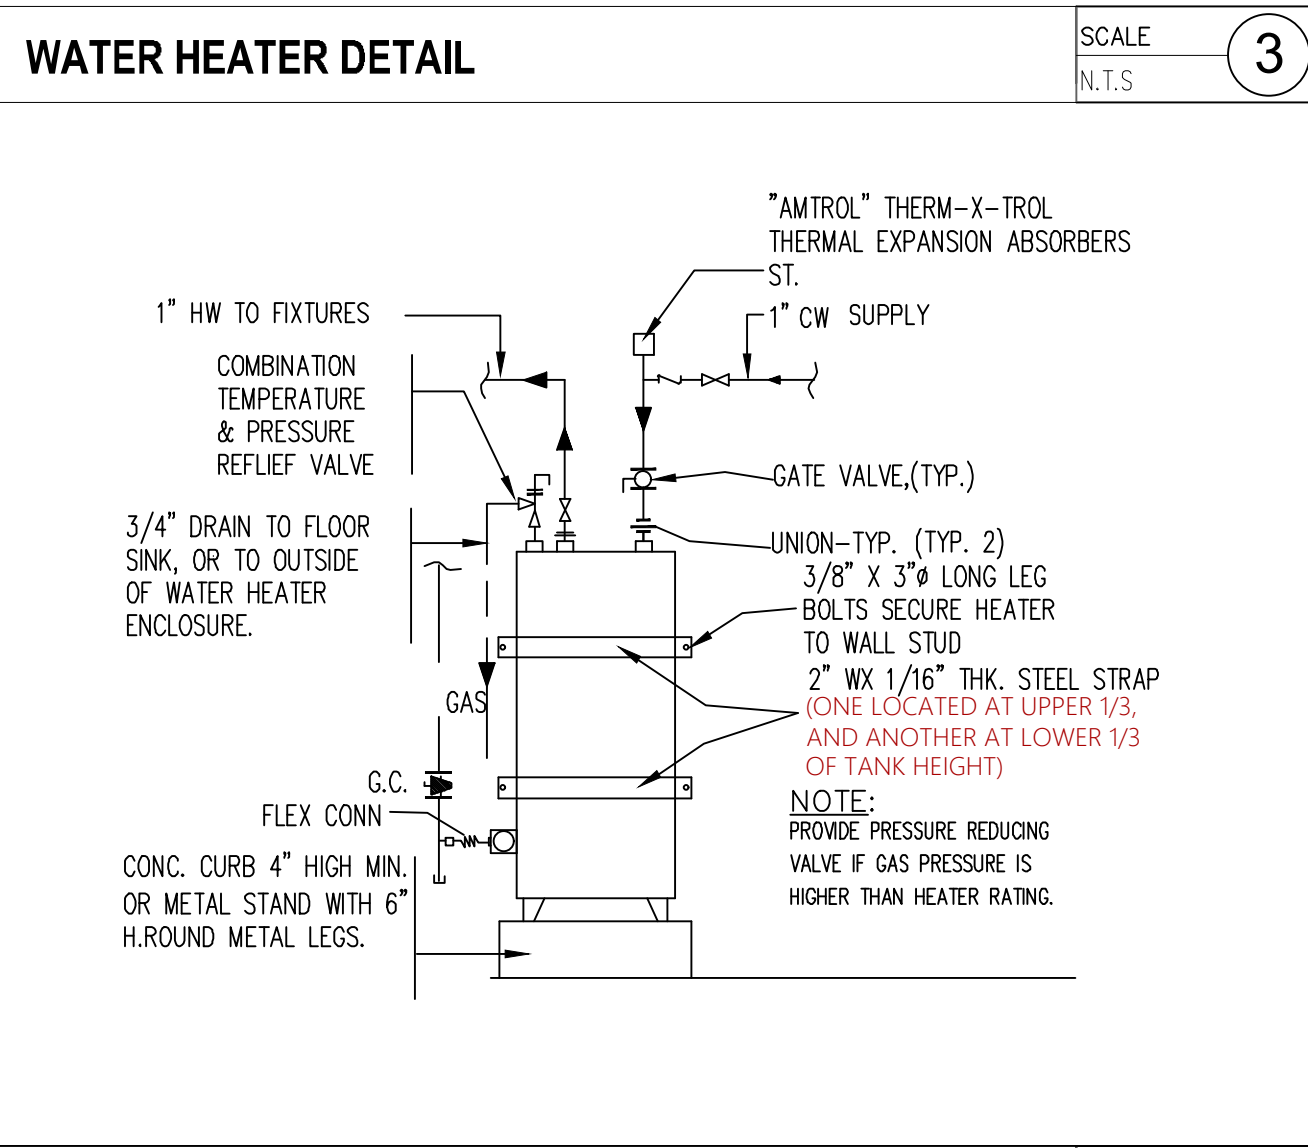 WATER HEATER DETAIL
SCALE
N.T.S
3
"AMTROL" THERM-X-TROL
THERMAL EXPANSION ABSORBERS
ST.
1" CW SUPPLY
1" HW TO FIXTURES
COMBINATION
TEMPERATURE
& PRESSURE
REFLIEF VALVE
GATE VALVE,(TYP.)
3/4" DRAIN TO FLOOR
SINK, OR TO OUTSIDE
OF WATER HEATER
ENCLOSURE.
UNION-TYP. (TYP. 2)
3/8" X 3"ø LONG LEG
BOLTS SECURE HEATER
TO WALL STUD
2" WX 1/16" THK. STEEL STRAP
(ONE LOCATED AT UPPER 1/3,
AND ANOTHER AT LOWER 1/3
OF TANK HEIGHT)
GAS
G.C.
FLEX CONN
NOTE:
PROVIDE PRESSURE REDUCING
VALVE IF GAS PRESSURE IS
HIGHER THAN HEATER RATING.
CONC. CURB 4" HIGH MIN.
OR METAL STAND WITH 6"
H.ROUND METAL LEGS.